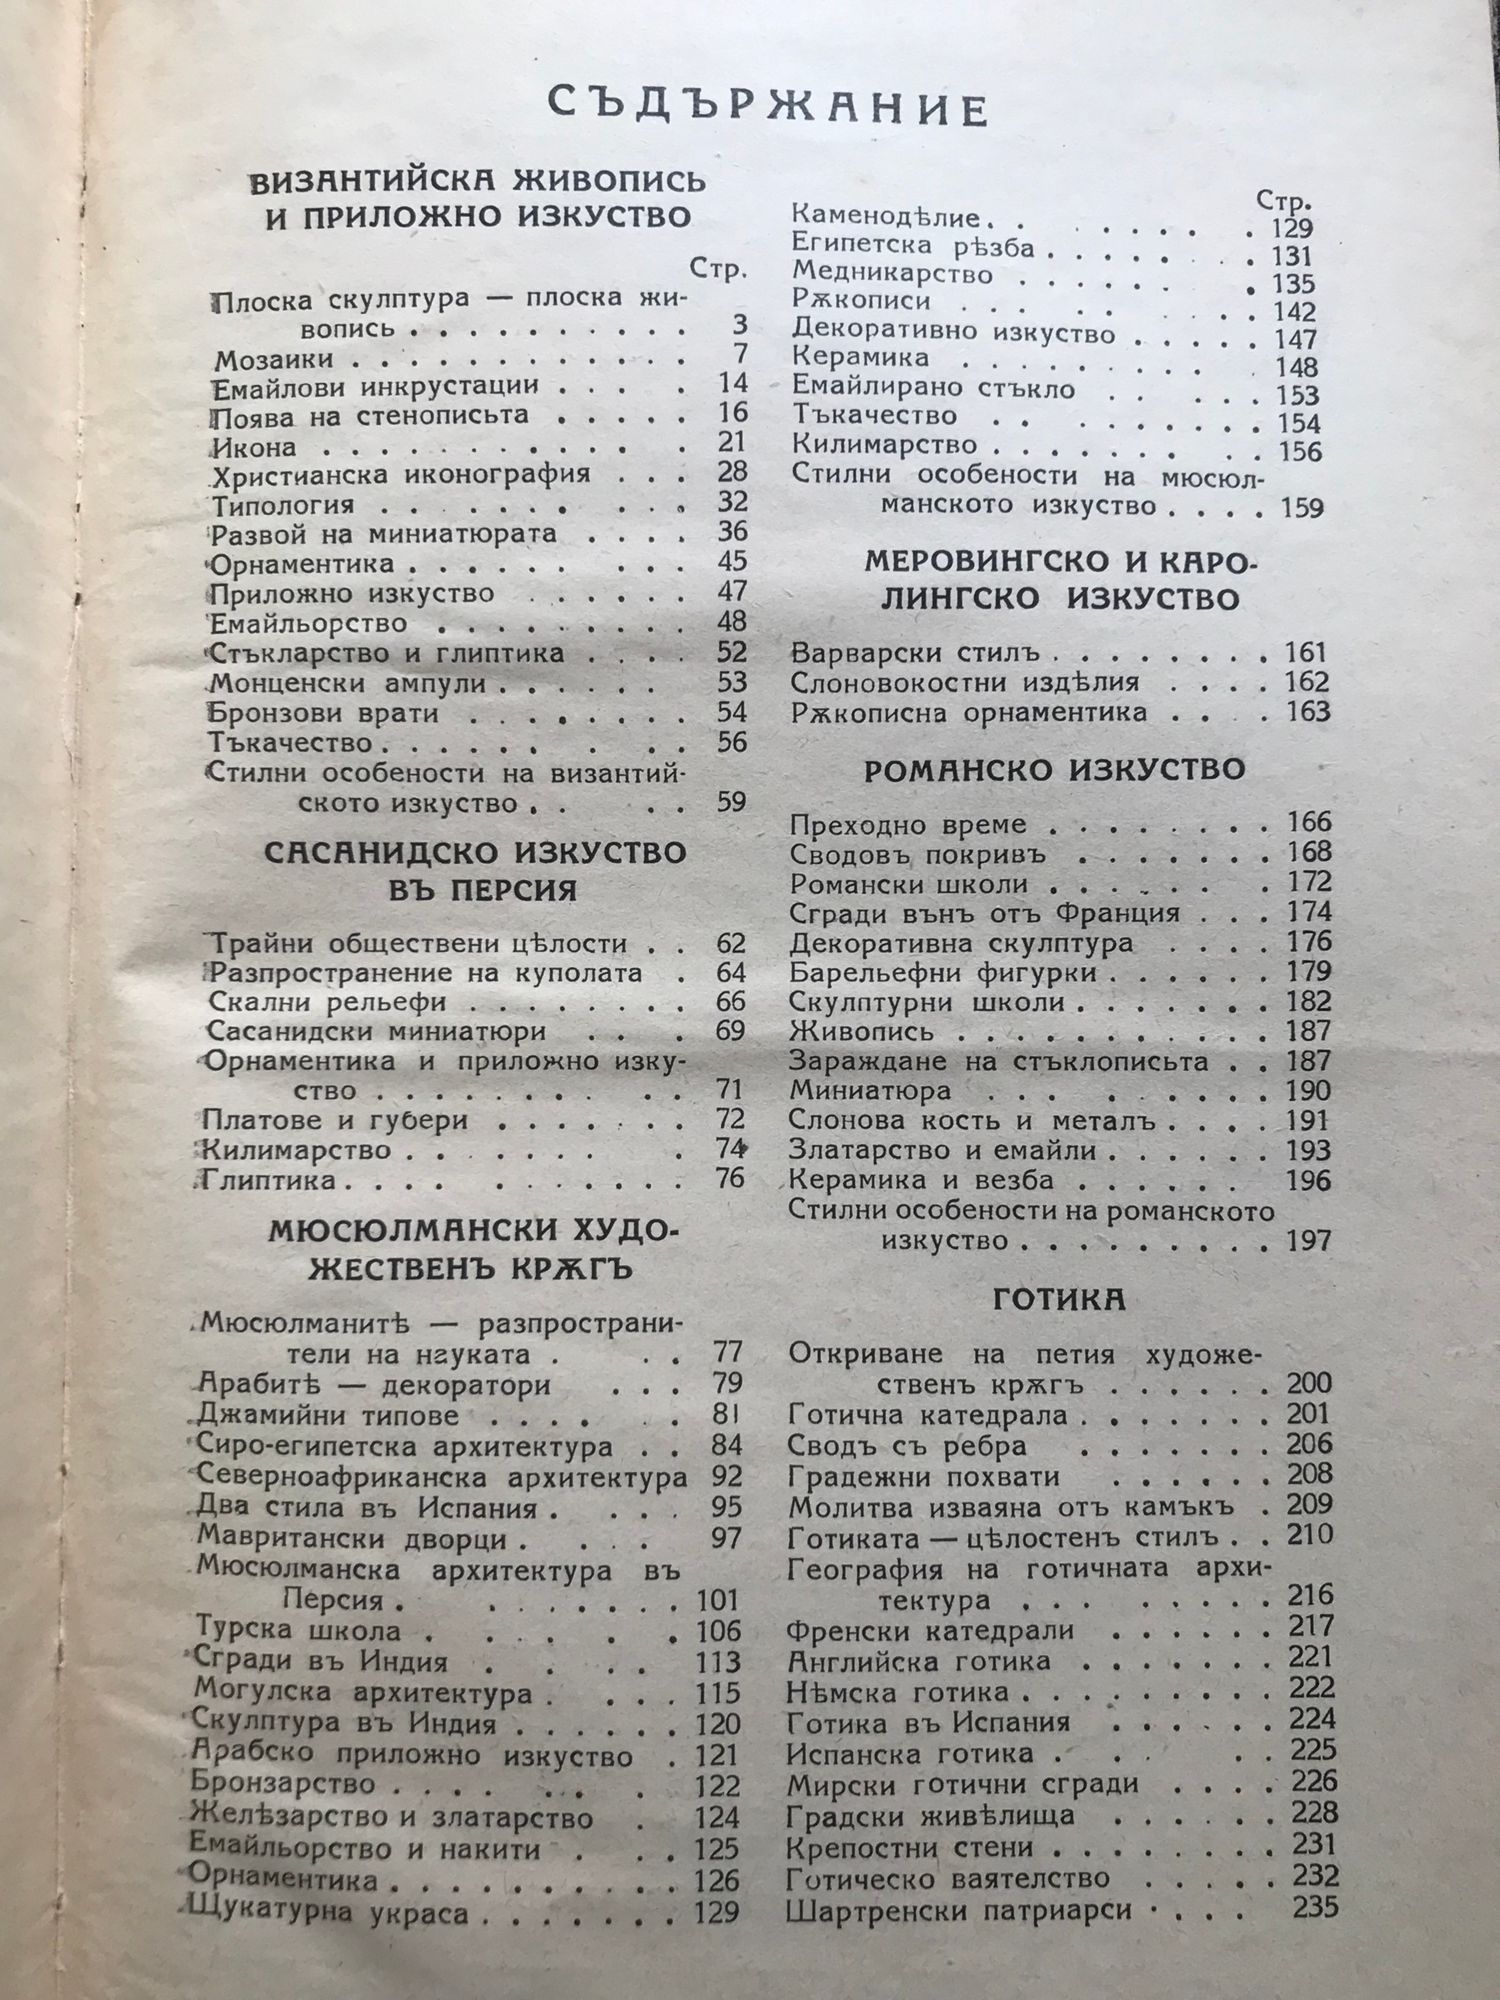 СЪДЪРЖАНИЕ
ВИЗАНТИЙСКА ЖИВОПИСЬ
И ПРИЛОЖНО ИЗКУСТВО
Стр.
Плоска скулптура — плоска жи-
вопись . . . . . . . . . . 3
Мозаики . . . . . . . . . . . 7
Емайлови инкрустации . . . . 14
Поява на стенописьта . . . . . 16
Икона . . . . . . . . . . . . 21
Христианска иконография . . . 28
Типология . . . . . . . . . . 32
Развой на миниатюрата . . . . 36
Орнаментика . . . . . . . . . 45
Приложно изкуство . . . . . . 47
Емайльорство . . . . . . . . . 48
Стъкларство и глиптика . . . . 52
Монценски ампули . . . . . . 53
Бронзови врати . . . . . . . . 54
Тъкачество . . . . . . . . . 56
Стилни особености на византий-
ското изкуство . . . . 59
САСАНИДСКО ИЗКУСТВО
ВЪ ПЕРСИЯ
Трайни обществени цѣлости . . 62
Разпространение на куполата . 64
Скални рельефи . . . . . . . . 66
Сасанидски миниатюри . . . . 69
Орнаментика и приложно изку-
ство . . . . . . . . . . 71
Платове и губери . . . . . . . 72
Килимарство . . . . . . . . 74
Глиптика . . . . . . . . . . . 76
МЮСЮЛМАНСКИ ХУДО-
ЖЕСТВЕНЪ КРѪГЪ
Мюсюлманитѣ — разпространи-
тели на науката . . . . 77
Арабитѣ — декоратори . . . . 79
Джамийни типове . . . . . . 81
Сиро-египетска архитектура . . 84
Северноафриканска архитектура 92
Два стила въ Испания . . . . . 95
Мавритански дворци . . . . . 97
Мюсюлманска архитектура въ
Персия . . . . . . . . 101
Турска школа . . . . . . 106
Сгради въ Индия . . . . . 113
Могулска архитектура . . . . . 115
Скулптура въ Индия . . . . . . 120
Арабско приложно изкуство . 121
Бронзарство . . . . . . . . 122
Желѣзарство и златарство . 124
Емайльорство и накити . . . 125
Орнаментика . . . . . . . . . . 126
Щукатурна украса . . . . . . . 129
Стр.
Каменодѣлие . . . . . . . . 129
Египетска рѣзба . . . . . . . . 131
Медникарство . . . . . . . 135
Рѫкописи . . . . . . . . 142
Декоративно изкуство . . . . . 147
Керамика . . . . . . . . . 148
Емайлирано стъкло . . . . . . 153
Тъкачество . . . . . . . . . 154
Килимарство . . . . . . . . . 156
Стилни особености на мюсюл-
манското изкуство . . . . 159
МЕРОВИНГСКО И КАРО-
ЛИНГСКО ИЗКУСТВО
Варварски стилъ . . . . . . . . 161
Слоновокостни издѣлия . . . . 162
Рѫкописна орнаментика . . . . 163
РОМАНСКО ИЗКУСТВО
Преходно време . . . . . . . . 166
Сводовъ покривъ . . . . . . . 168
Романски школи . . . . . . . 172
Сгради вънъ отъ Франция . . . 174
Декоративна скулптура . . . . 176
Барельефни фигурки . . . . . . 179
Скулптурни школи . . . . . . . 182
Живопись . . . . . . . . . . . 187
Зараждане на стъклописьта . . 187
Миниатюра . . . . . . . . . . 190
Слонова кость и металъ . . . . 191
Златарство и емайли . . . . . . 193
Керамика и везба . . . . . . 196
Стилни особености на романското
изкуство . . . . . . . . . 197
ГОТИКА
Откриване на петия художе-
ственъ крѫгъ . . . . . . 200
Готична катедрала . . . . . . . 201
Сводъ съ ребра . . . . . . . 206
Градежни похвати . . . . . . 208
Молитва изваяна отъ камъкъ . 209
Готиката — цѣлостенъ стилъ . . 210
География на готичната архи-
тектура . . . . . . . . 216
Френски катедрали . . . . . . 217
Английска готика . . . . . . . 221
Нѣмска готика . . . . . . . . . 222
Готика въ Испания . . . . . . 224
Испанска готика . . . . . 225
Мирски готични сгради . . . . 226
Градски живѣлища . . . . . . 228
Крепостни стени . . . . . . . . 231
Готическо ваятелство . . . . . 232
Шартренски патриарси . . . . 235